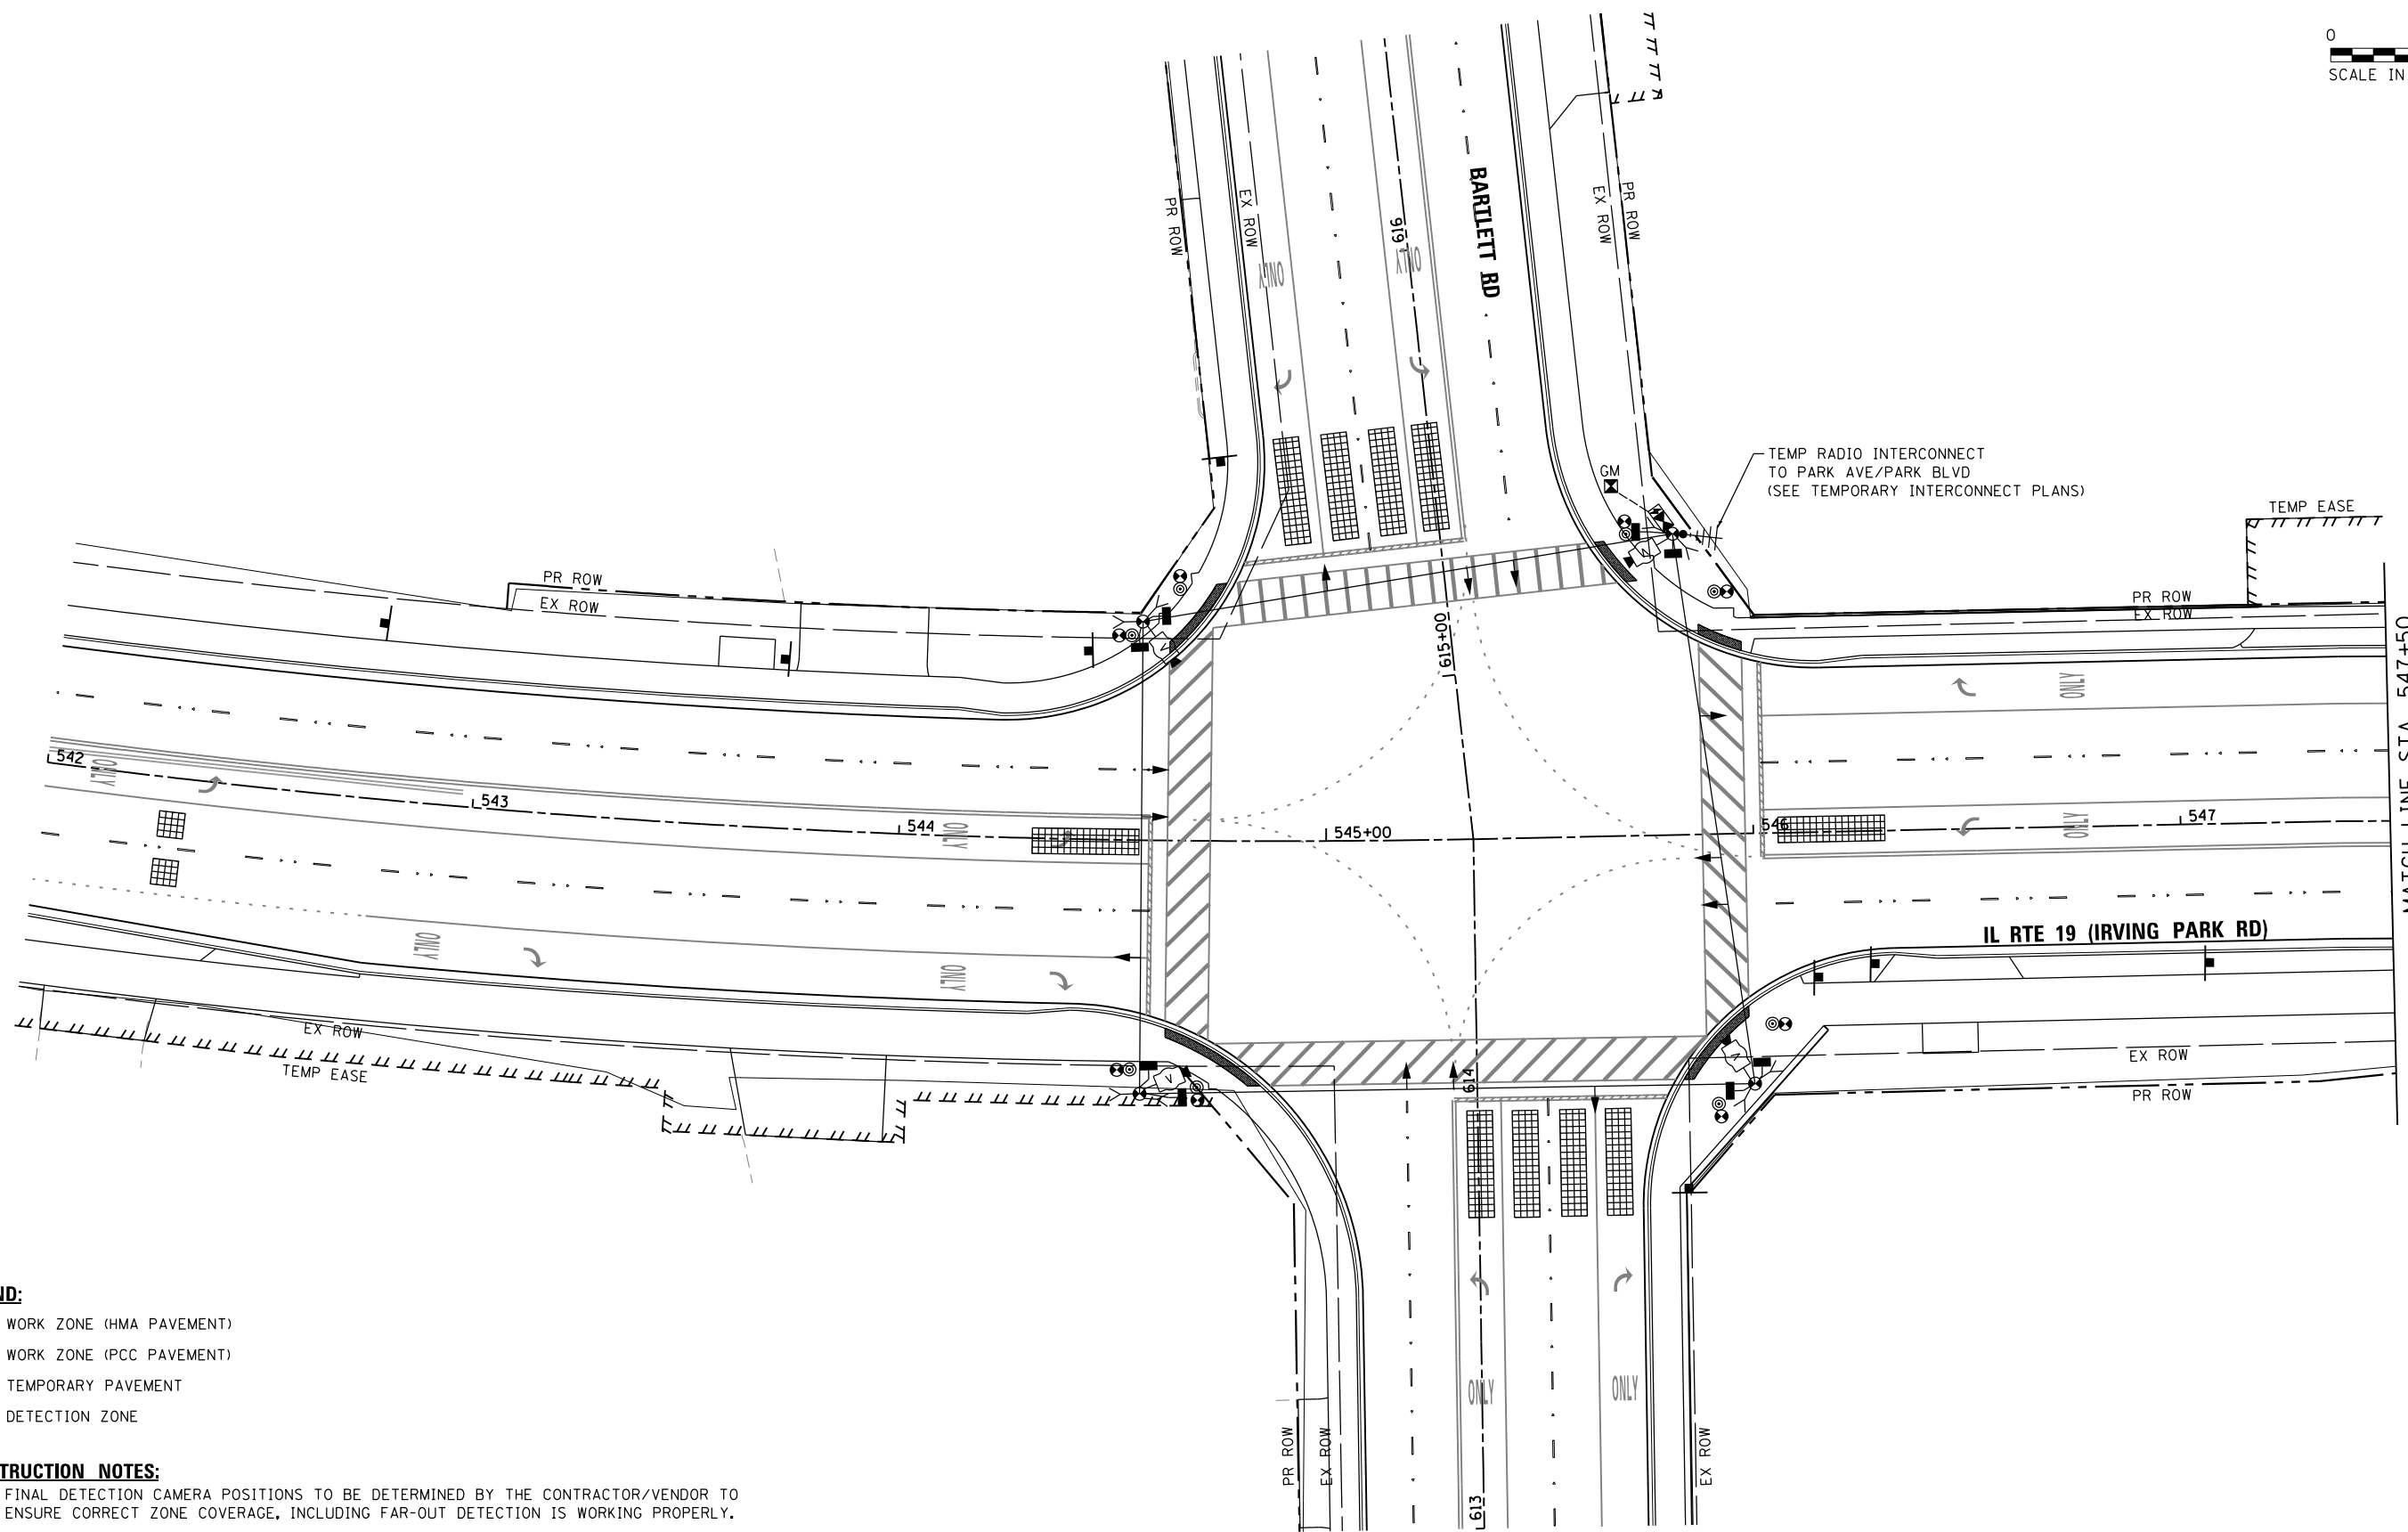 0
SCALE IN
BARTLETT RD
PR ROW
EX ROW
EX ROW
PR ROW
616
ONLY
ONLY
TEMP RADIO INTERCONNECT
TO PARK AVE/PARK BLVD
(SEE TEMPORARY INTERCONNECT PLANS)
GM
TEMP EASE
PR ROW
EX ROW
PR ROW
EX ROW
615+00
V
V
ONLY
542
ONLY
543
544
ONLY
545+00
546
ONLY
547
MATCH LINE STA 547+50
IL RTE 19 (IRVING PARK RD)
ONLY
ONLY
EX ROW
TEMP EASE
V
614
V
EX ROW
PR ROW
ONLY
ONLY
PR ROW
EX ROW
613
EX ROW
ND:
WORK ZONE (HMA PAVEMENT)
WORK ZONE (PCC PAVEMENT)
TEMPORARY PAVEMENT
DETECTION ZONE
TRUCTION NOTES:
FINAL DETECTION CAMERA POSITIONS TO BE DETERMINED BY THE CONTRACTOR/VENDOR TO
ENSURE CORRECT ZONE COVERAGE, INCLUDING FAR-OUT DETECTION IS WORKING PROPERLY.